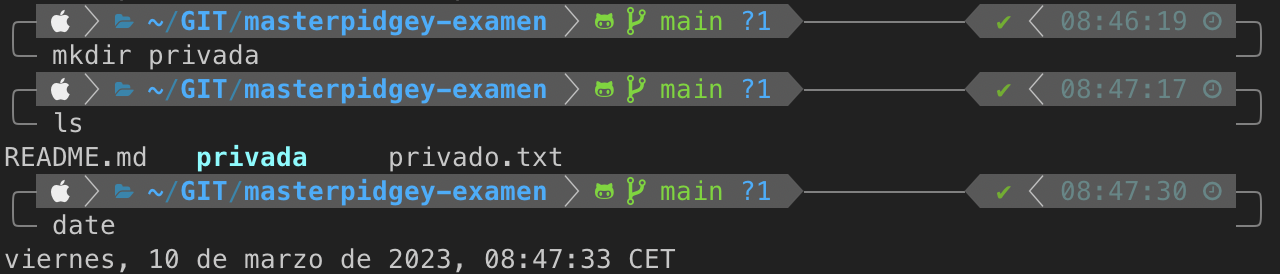 ~/GIT/masterpidgey-examen main ?1 ✔ 08:46:19
mkdir privada
~/GIT/masterpidgey-examen main ?1 ✔ 08:47:17
ls
README.md privada privado.txt
~/GIT/masterpidgey-examen main ?1 ✔ 08:47:30
date
viernes, 10 de marzo de 2023, 08:47:33 CET